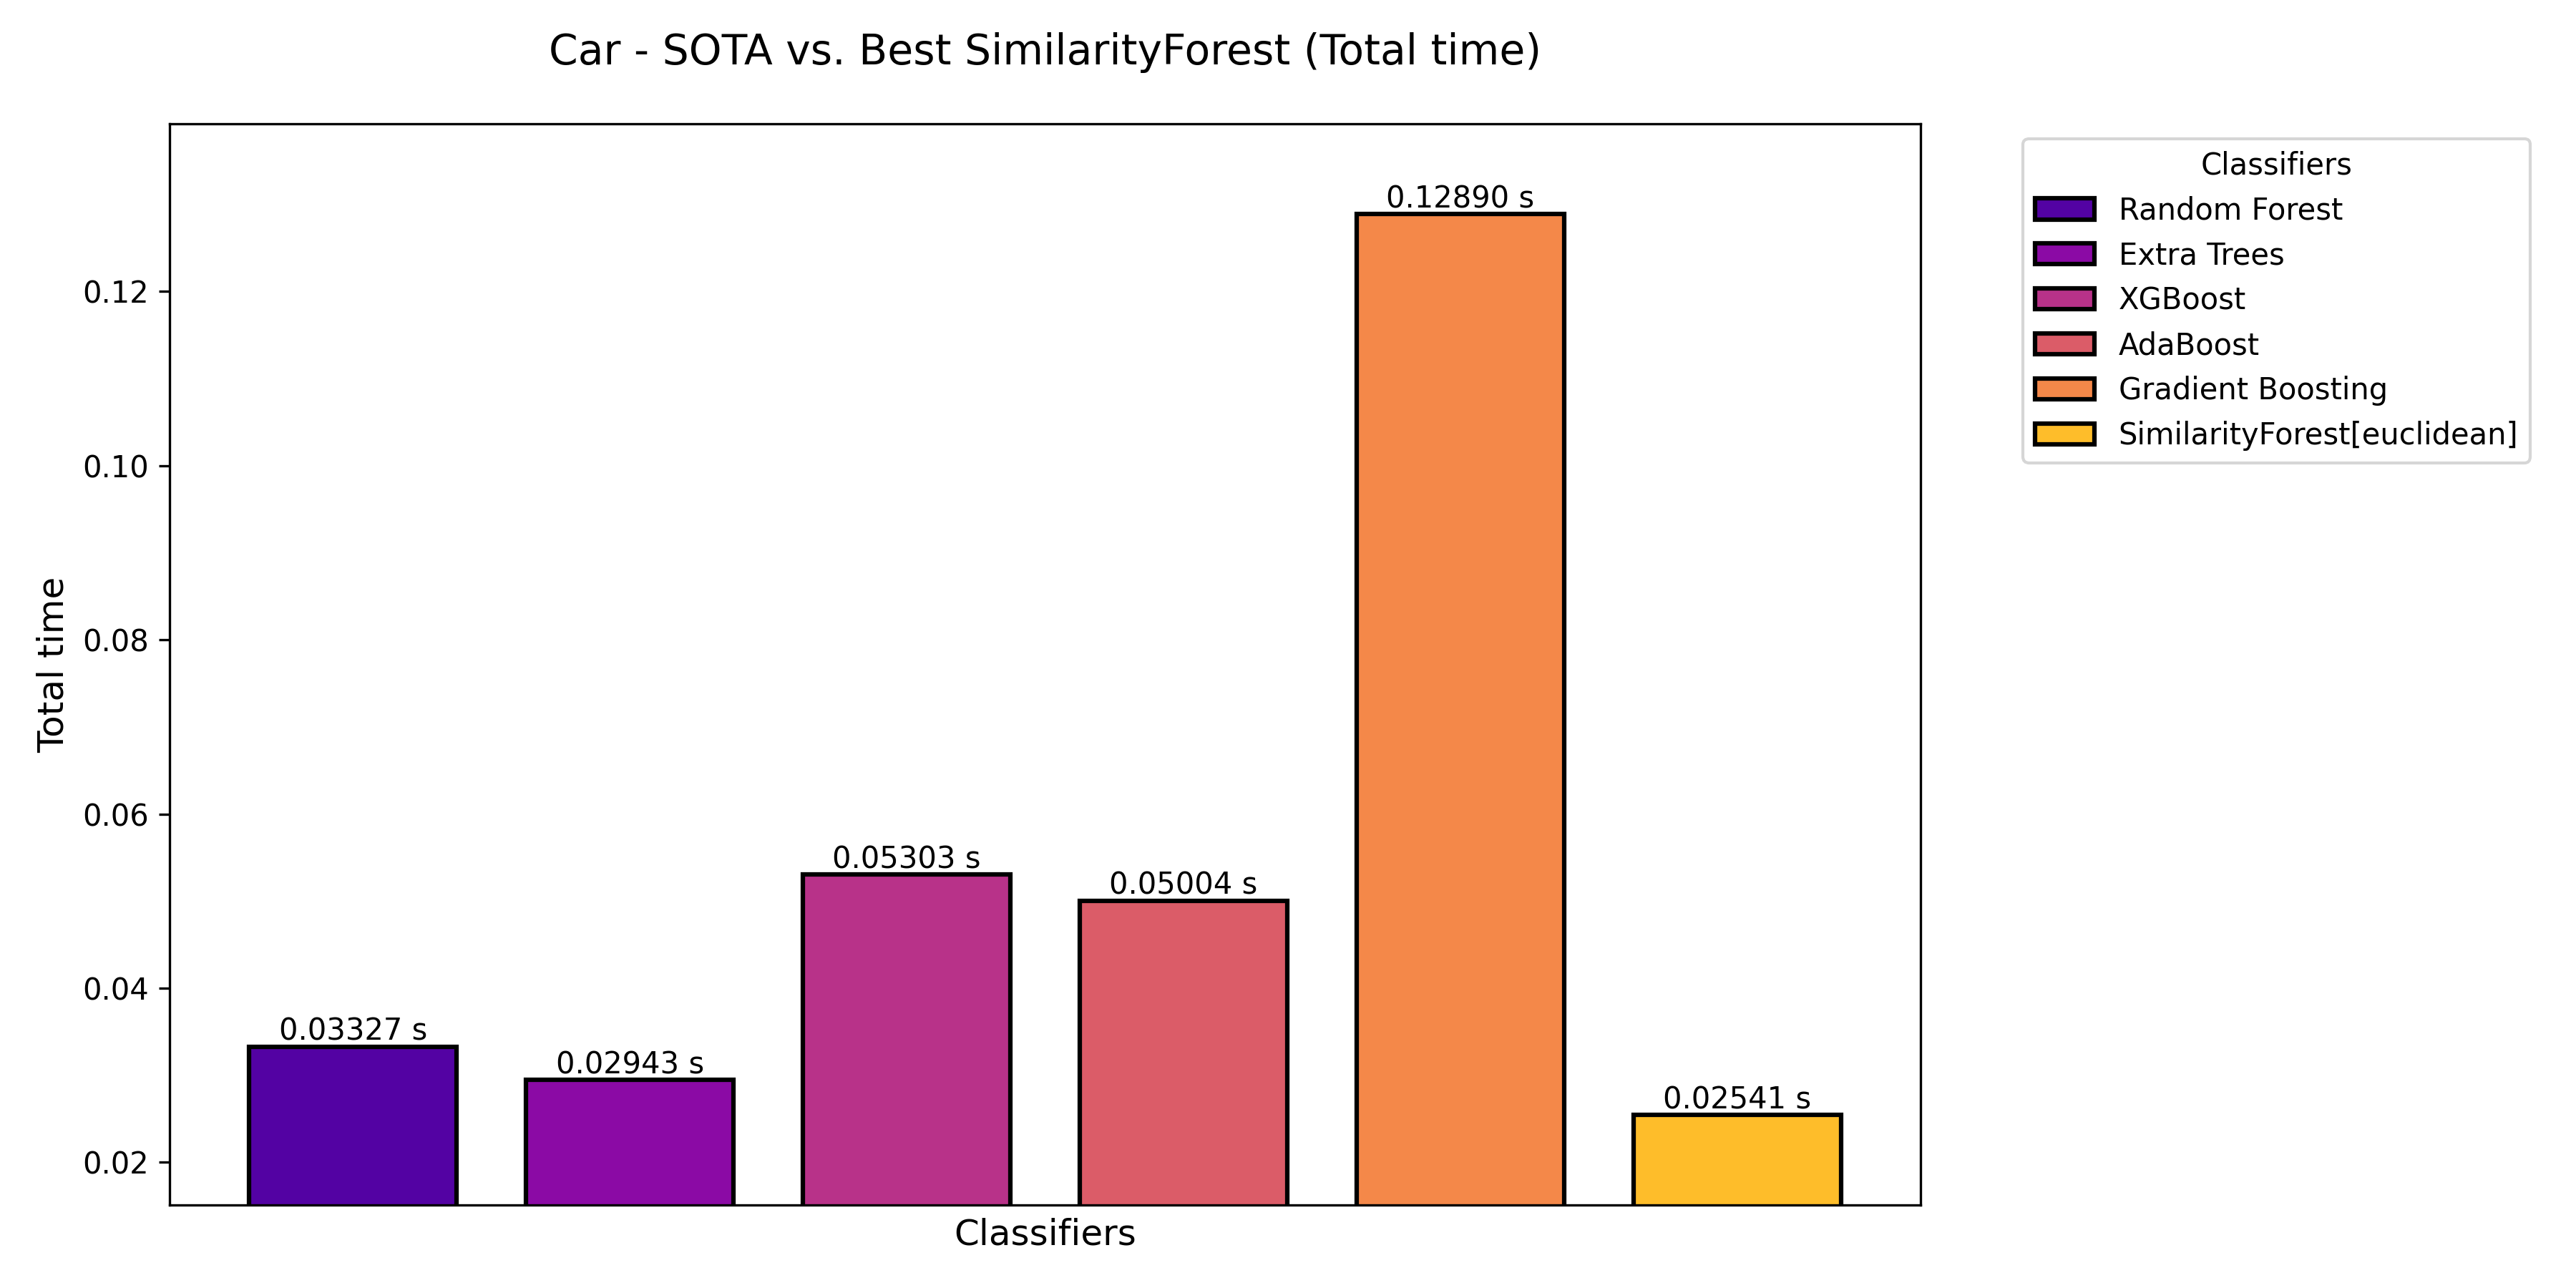 Car - SOTA vs. Best SimilarityForest (Total time)
Total time
0.12
0.10
0.08
0.06
0.04
0.02
0.03327 s
0.02943 s
0.05303 s
0.05004 s
0.12890 s
0.02541 s
Classifiers
Classifiers
Random Forest
Extra Trees
XGBoost
AdaBoost
Gradient Boosting
SimilarityForest[euclidean]